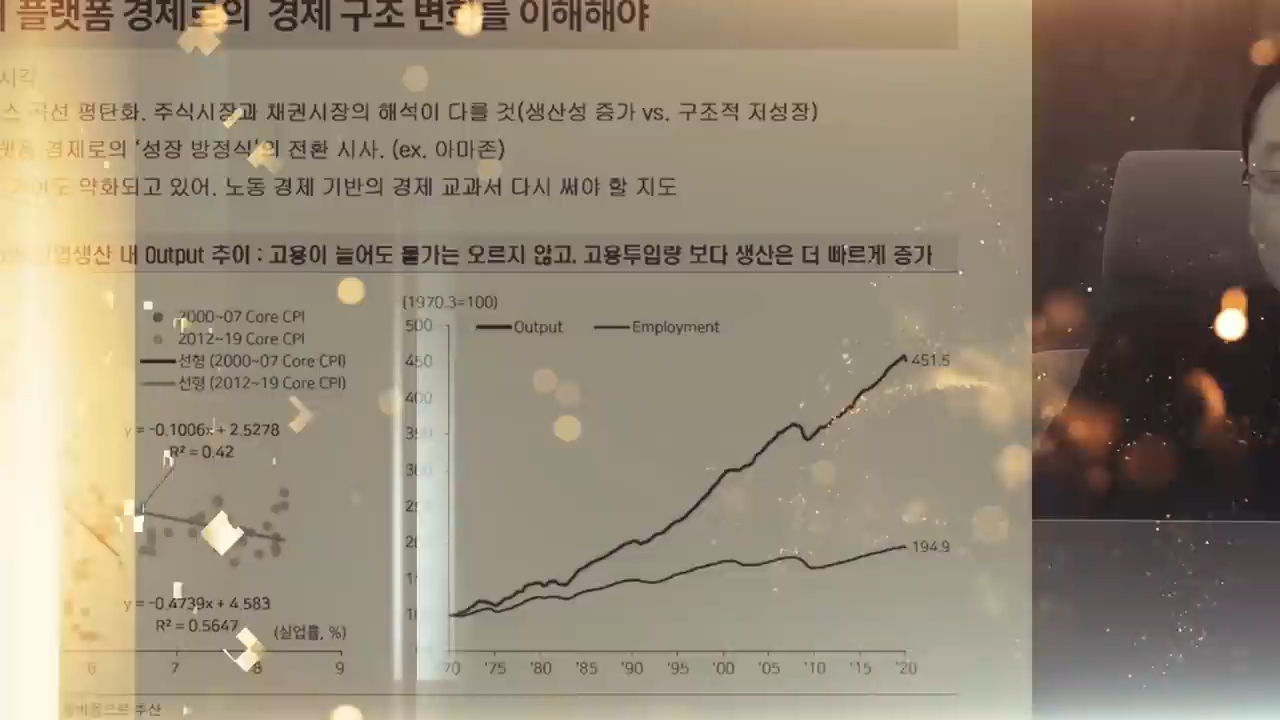 플랫폼 경제로의 경제 구조 변화를 이해해야
시각
곡선 평탄화. 주식시장과 채권시장의 해석이 다를 것(생산성 증가 vs. 구조적 저성장)
경제로의 '성장 방정식'의 전환 시사. (ex. 아마존)
약화되고 있어. 노동 경제 기반의 경제 교과서 다시 써야 할 지도
내 Output 추이 : 고용이 늘어도 물가는 오르지 않고. 고용투입량 보다 생산은 더 빠르게 증가
2000~07 Core CPI
2012~19 Core CPI
선형 (2000~07 Core CPI)
선형 (2012~19 Core CPI)
y = -0.1006x + 2.5278
R² = 0.42
y = -0.4739x + 4.583
R² = 0.5647
(실업률, %)
6 7 8 9
(1970.3=100)
Output Employment
500
450
400
451.5
194.9
'75 '80 '85 '90 '95 '00 '05 '10 '15 '20
추산